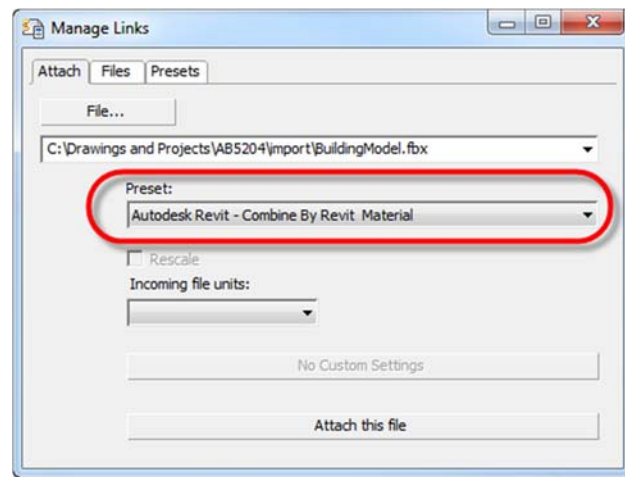 Manage Links
Attach Files Presets
File...
C:\Drawings and Projects\AB5204\import\BuildingModel.fbx
Preset:
Autodesk Revit - Combine By Revit  Material
Rescale
Incoming file units:
No Custom Settings
Attach this file